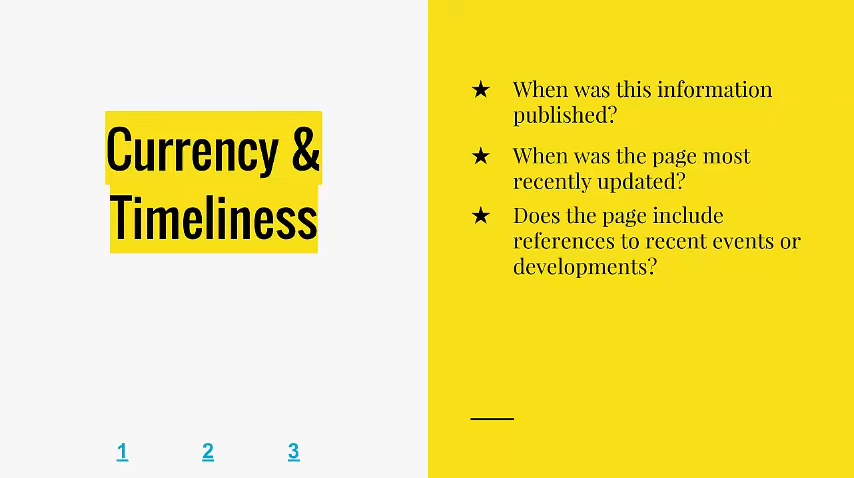 Currency &
Timeliness
1 2 3
★ When was this information
published?
★ When was the page most
recently updated?
★ Does the page include
references to recent events or
developments?